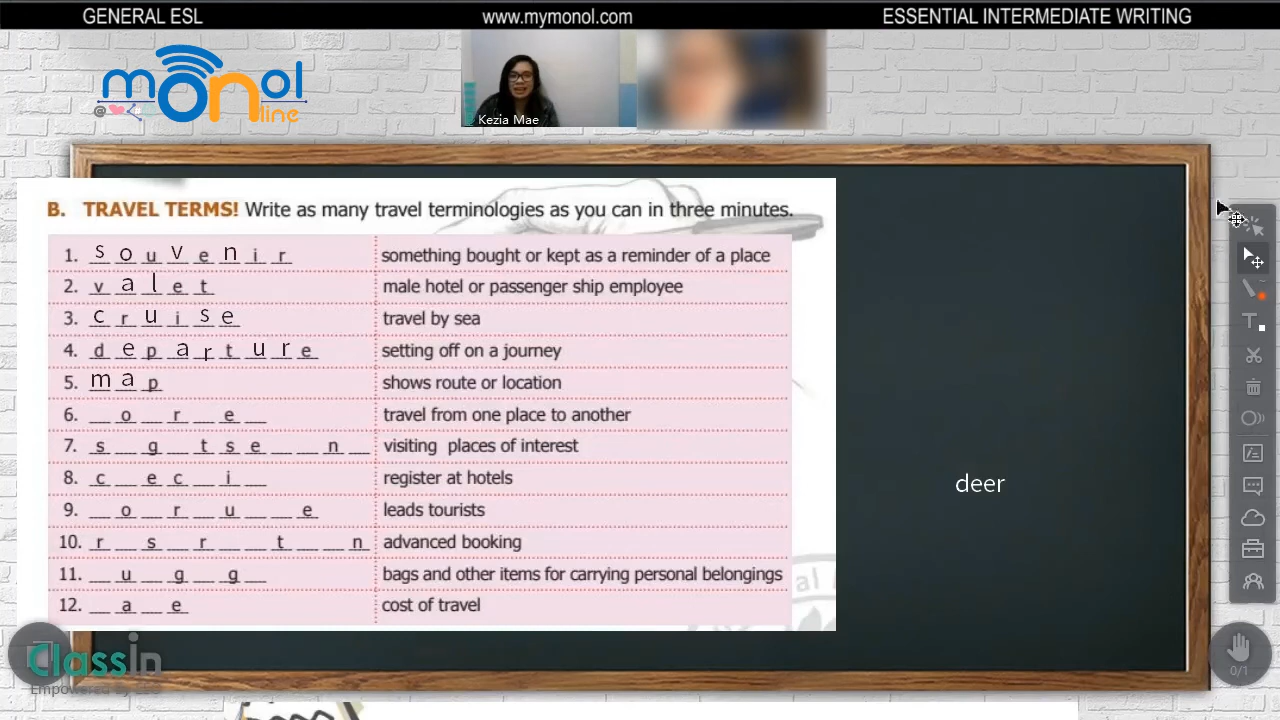 GENERAL ESL www.mymonol.com ESSENTIAL INTERMEDIATE WRITING
monol
@ line
Kezia Mae
B. TRAVEL TERMS! Write as many travel terminologies as you can in three minutes.
1. s o u v e n i r something bought or kept as a reminder of a place
2. v a l e t male hotel or passenger ship employee
3. c r u i s e travel by sea
4. d e p a r t u r e setting off on a journey
5. m a p shows route or location
6. __ o __ r __ e __ travel from one place to another
7. s __ g __ t s e __ __ n __ visiting places of interest
8. c __ e c __ i __ register at hotels
9. __ o __ r __ u __ __ e leads tourists
10. r __ s __ r __ __ t __ __ n advanced booking
11. __ u __ g __ g __ bags and other items for carrying personal belongings
12. __ a __ e cost of travel
deer
ClassIn
Empowered by
0/1